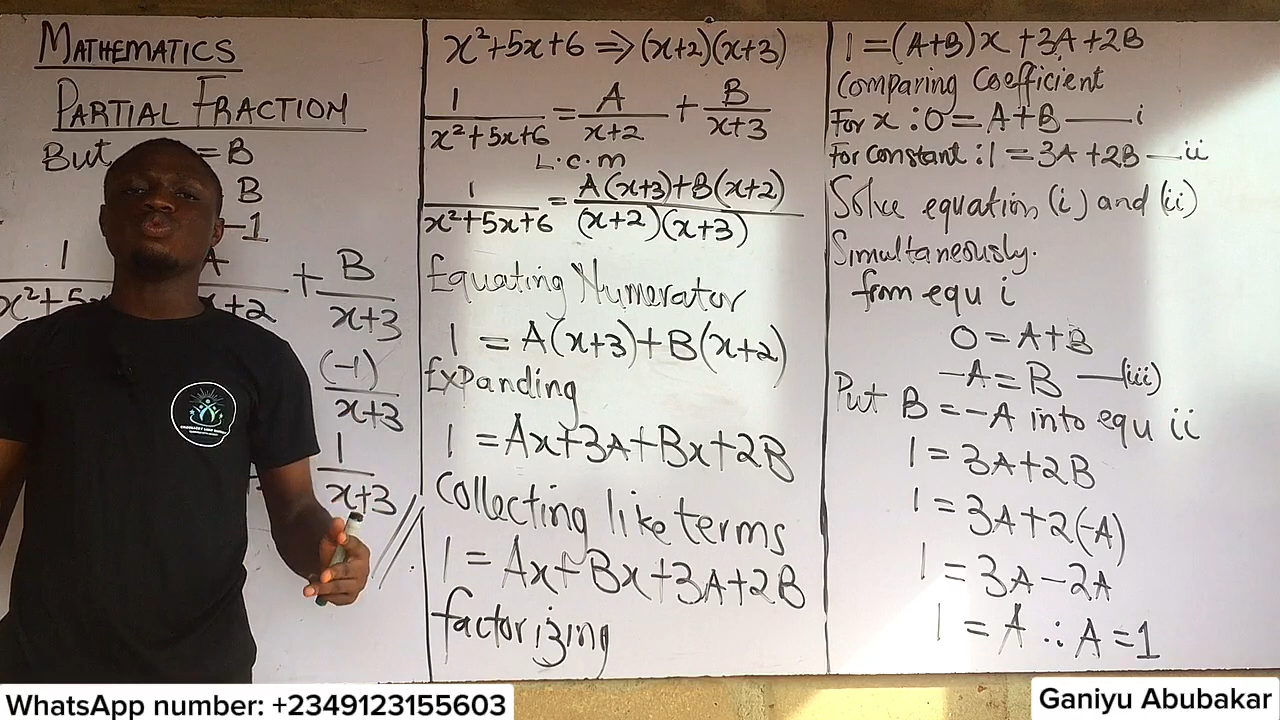 MATHEMATICS
PARTIAL FRACTION
But = B
B
-1
1 A + B
x²+5 x+2 x+3
(-1)
x+3
1
x+3
x²+5x+6 => (x+2)(x+3)
1 = A + B
x²+5x+6 x+2 x+3
L.c.m
1 = A(x+3)+B(x+2)
x²+5x+6 (x+2)(x+3)
Equating Numerator
1 = A(x+3)+B(x+2)
Expanding
1 = Ax+3A+Bx+2B
Collecting like terms
1 = Ax+Bx+3A+2B
factorizing
1 = (A+B)x +3A+2B
Comparing Coefficient
For x : 0 = A+B — i
For constant : 1 = 3A+2B — ii
Solve equation (i) and (ii)
Simultaneously.
from equ i
0 = A+B
-A = B — (iii)
Put B = -A into equ ii
1 = 3A+2B
1 = 3A+2(-A)
1 = 3A-2A
1 = A ∴ A = 1
WhatsApp number: +2349123155603
Ganiyu Abubakar